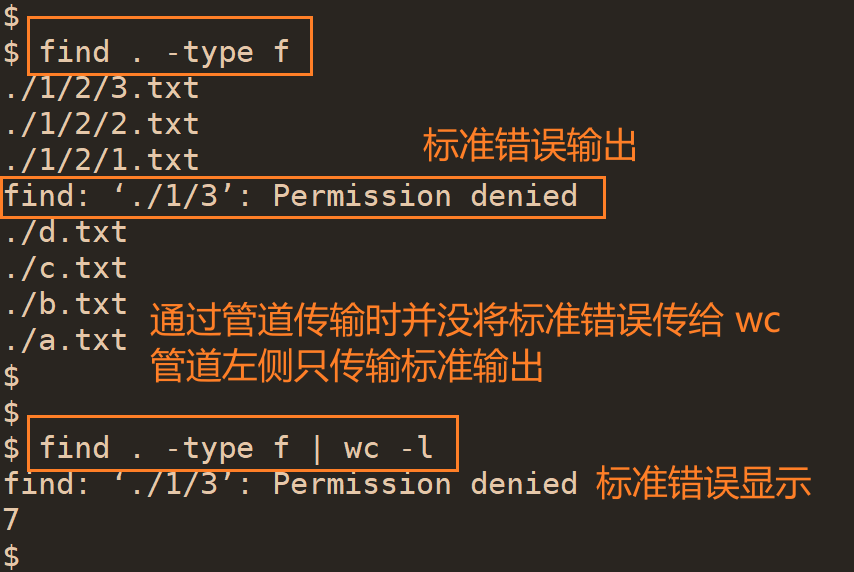 $
$ find . -type f
./1/2/3.txt
./1/2/2.txt
./1/2/1.txt
标准错误输出
find: ‘./1/3’: Permission denied
./d.txt
./c.txt
./b.txt
./a.txt
通过管道传输时并没将标准错误传给 wc
管道左侧只传输标准输出
$
$
$ find . -type f | wc -l
find: ‘./1/3’: Permission denied 标准错误显示
7
$